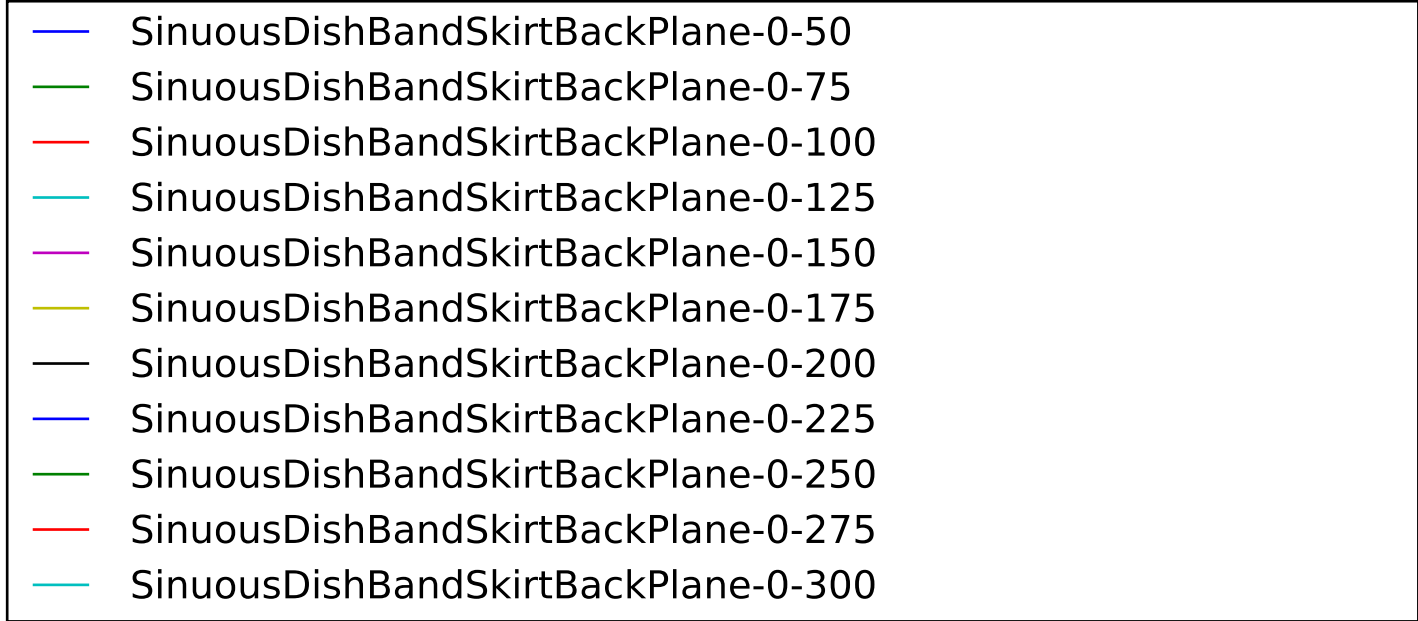 SinuousDishBandSkirtBackPlane-0-50
SinuousDishBandSkirtBackPlane-0-75
SinuousDishBandSkirtBackPlane-0-100
SinuousDishBandSkirtBackPlane-0-125
SinuousDishBandSkirtBackPlane-0-150
SinuousDishBandSkirtBackPlane-0-175
SinuousDishBandSkirtBackPlane-0-200
SinuousDishBandSkirtBackPlane-0-225
SinuousDishBandSkirtBackPlane-0-250
SinuousDishBandSkirtBackPlane-0-275
SinuousDishBandSkirtBackPlane-0-300